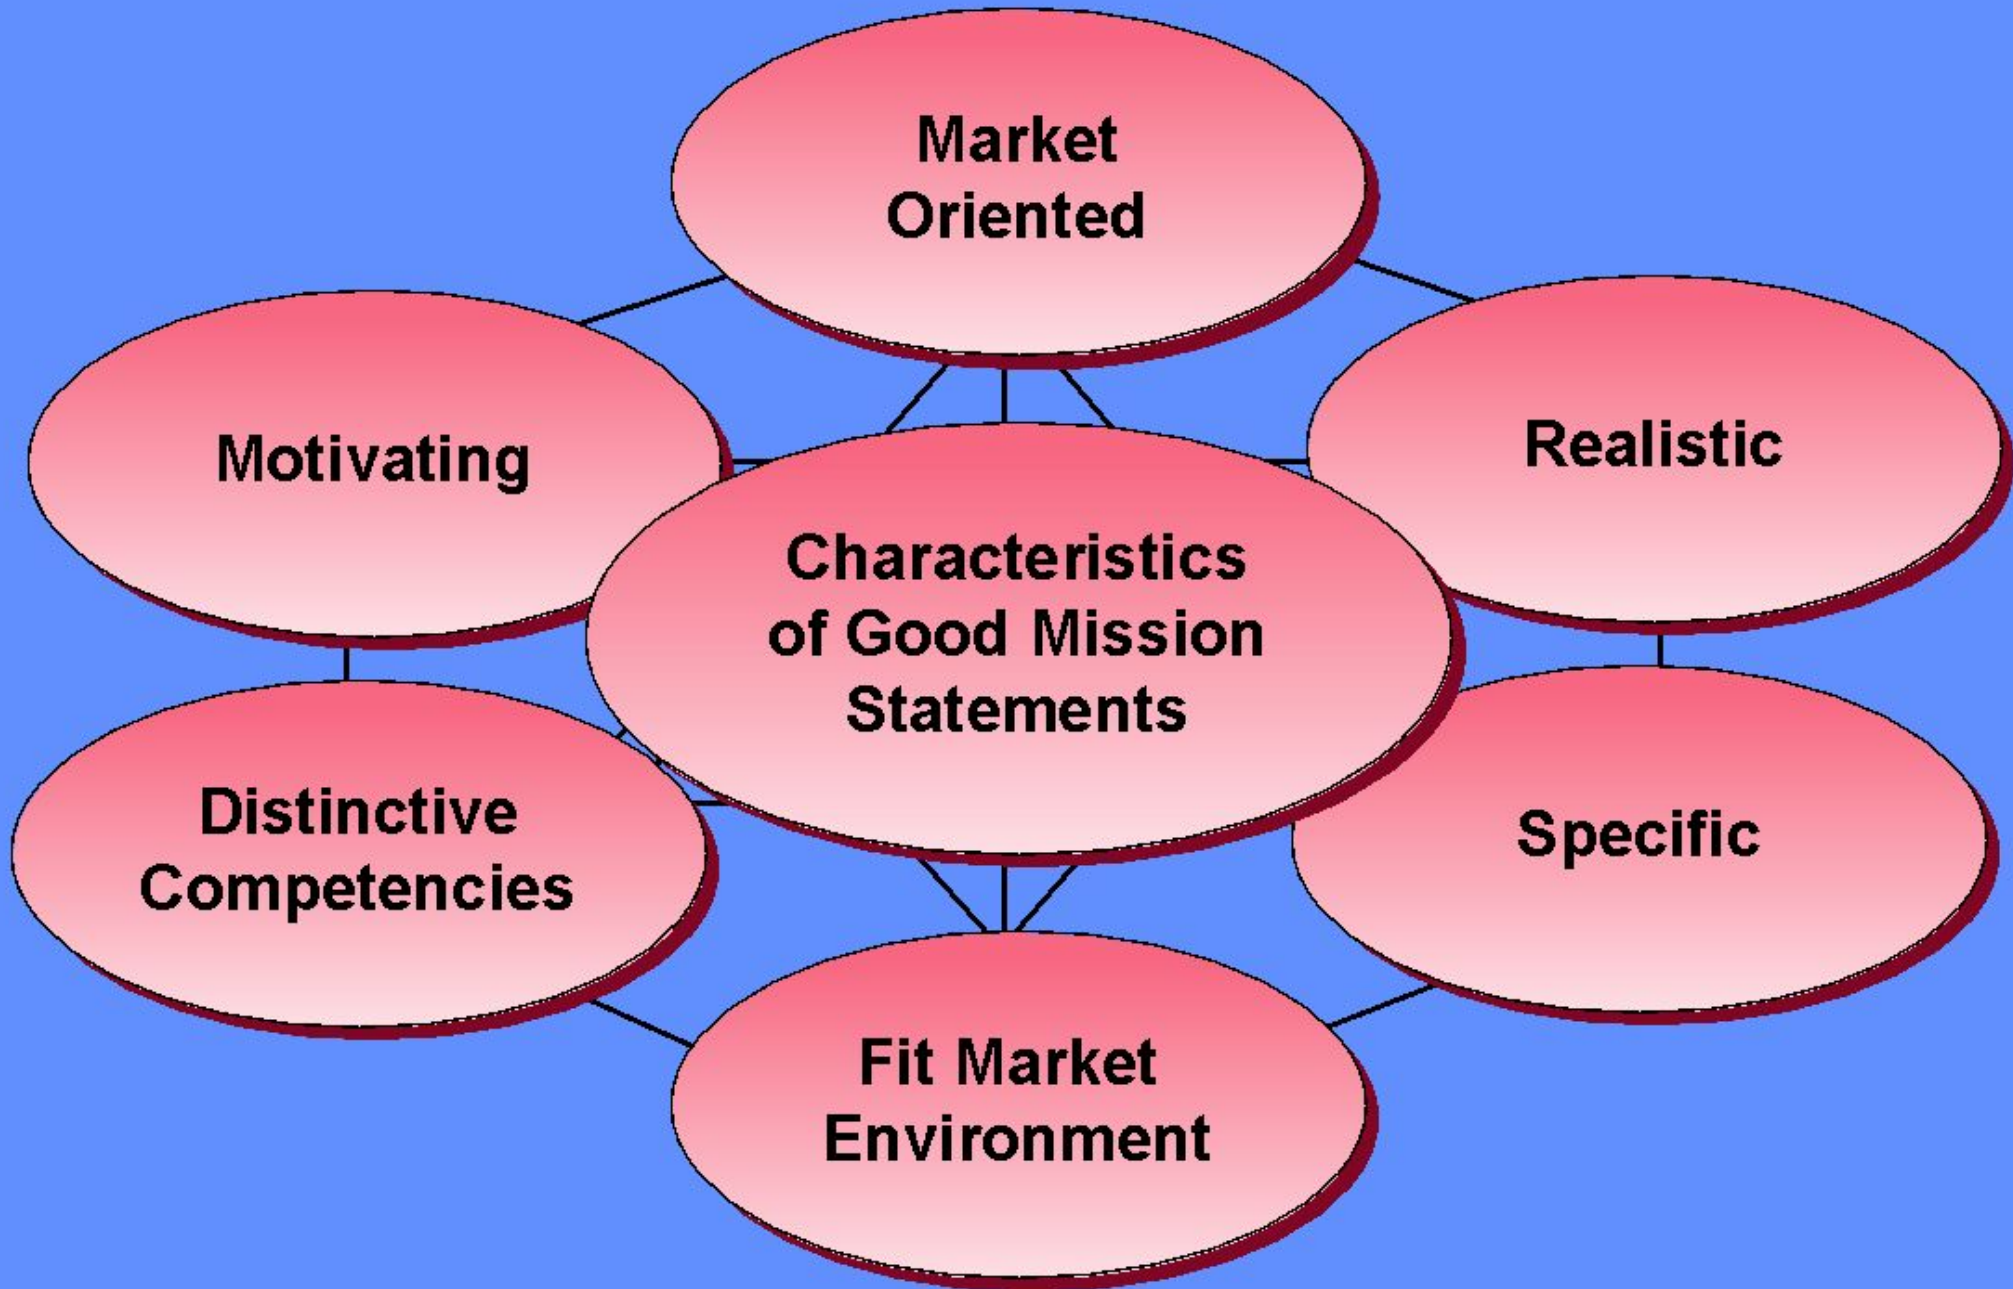 Market
Oriented
Motivating
Realistic
Characteristics
of Good Mission
Statements
Distinctive
Competencies
Specific
Fit Market
Environment